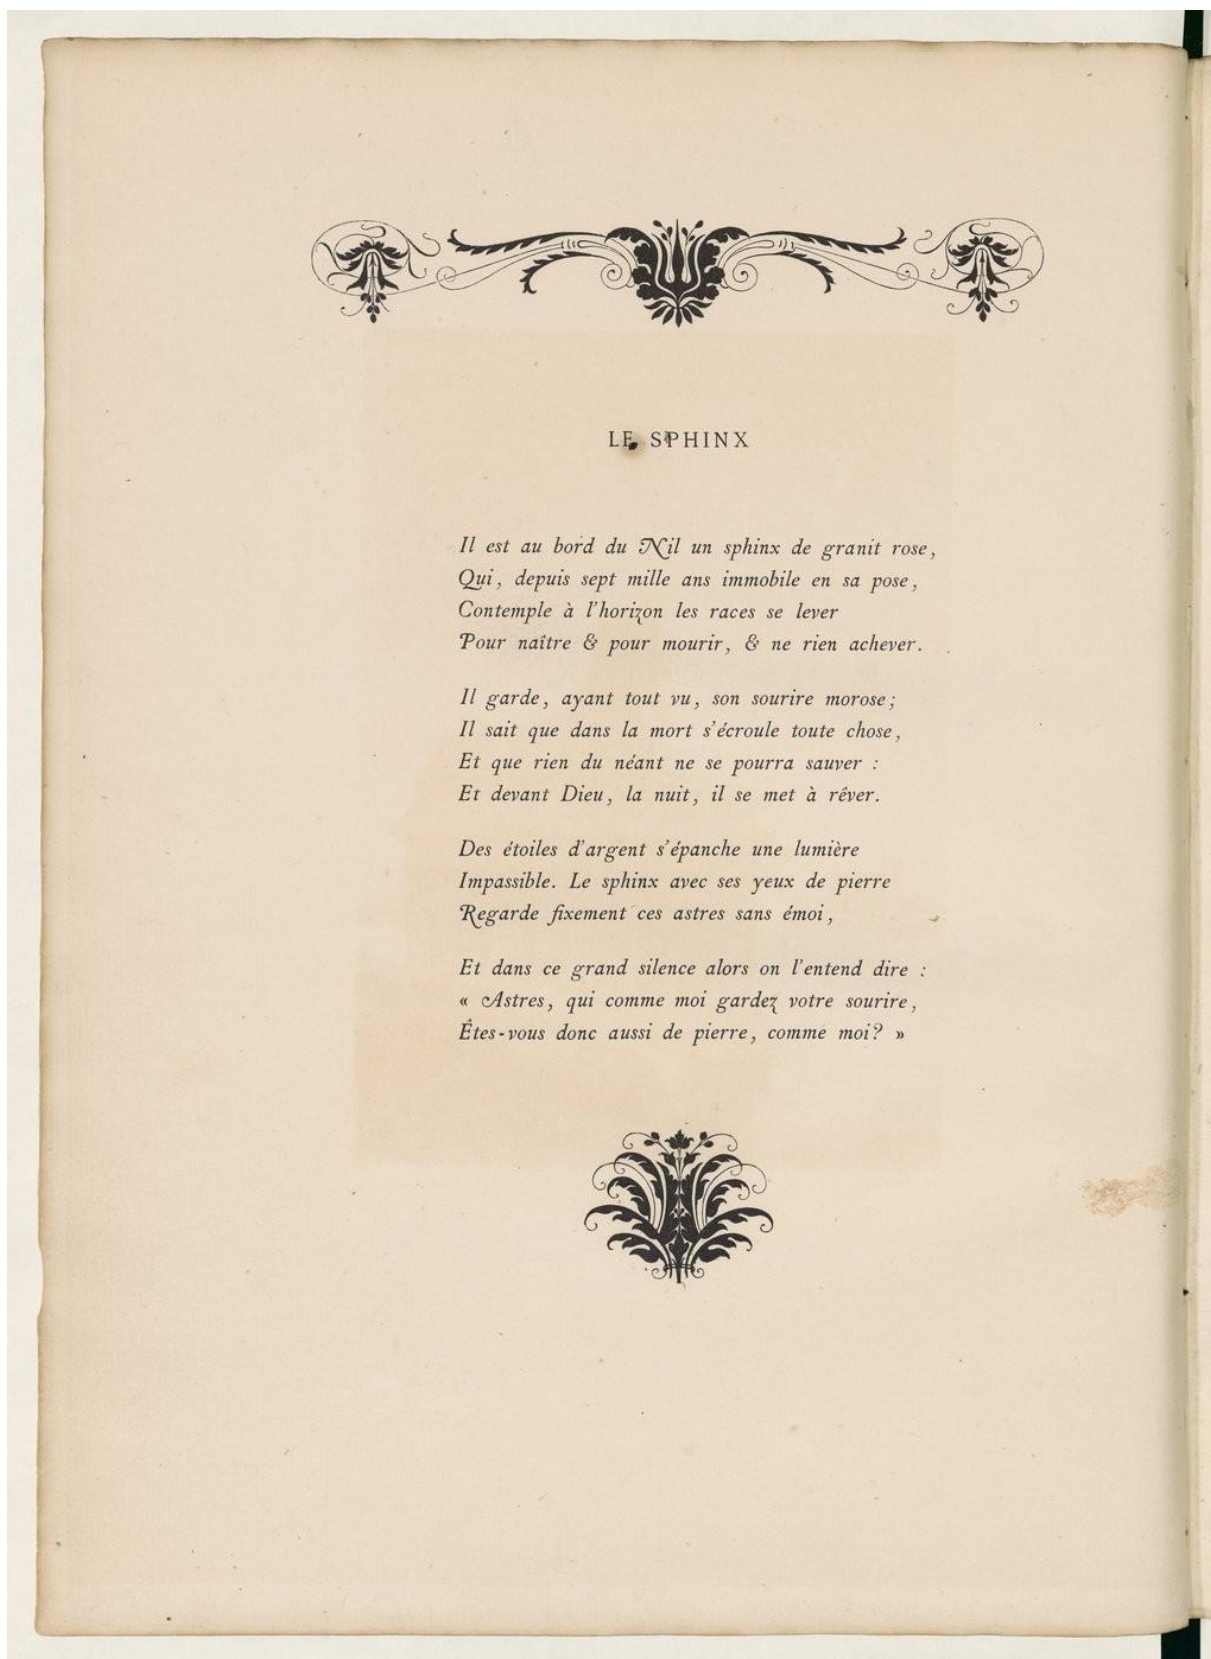 LE SPHINX
Il est au bord du Nil un sphinx de granit rose,
Qui, depuis sept mille ans immobile en sa pose,
Contemple à l'horizon les races se lever
Pour naître & pour mourir, & ne rien achever.
Il garde, ayant tout vu, son sourire morose;
Il sait que dans la mort s'écroule toute chose,
Et que rien du néant ne se pourra sauver :
Et devant Dieu, la nuit, il se met à rêver.
Des étoiles d'argent s'épanche une lumière
Impassible. Le sphinx avec ses yeux de pierre
Regarde fixement ces astres sans émoi,
Et dans ce grand silence alors on l'entend dire :
« Astres, qui comme moi gardez votre sourire,
Êtes-vous donc aussi de pierre, comme moi? »